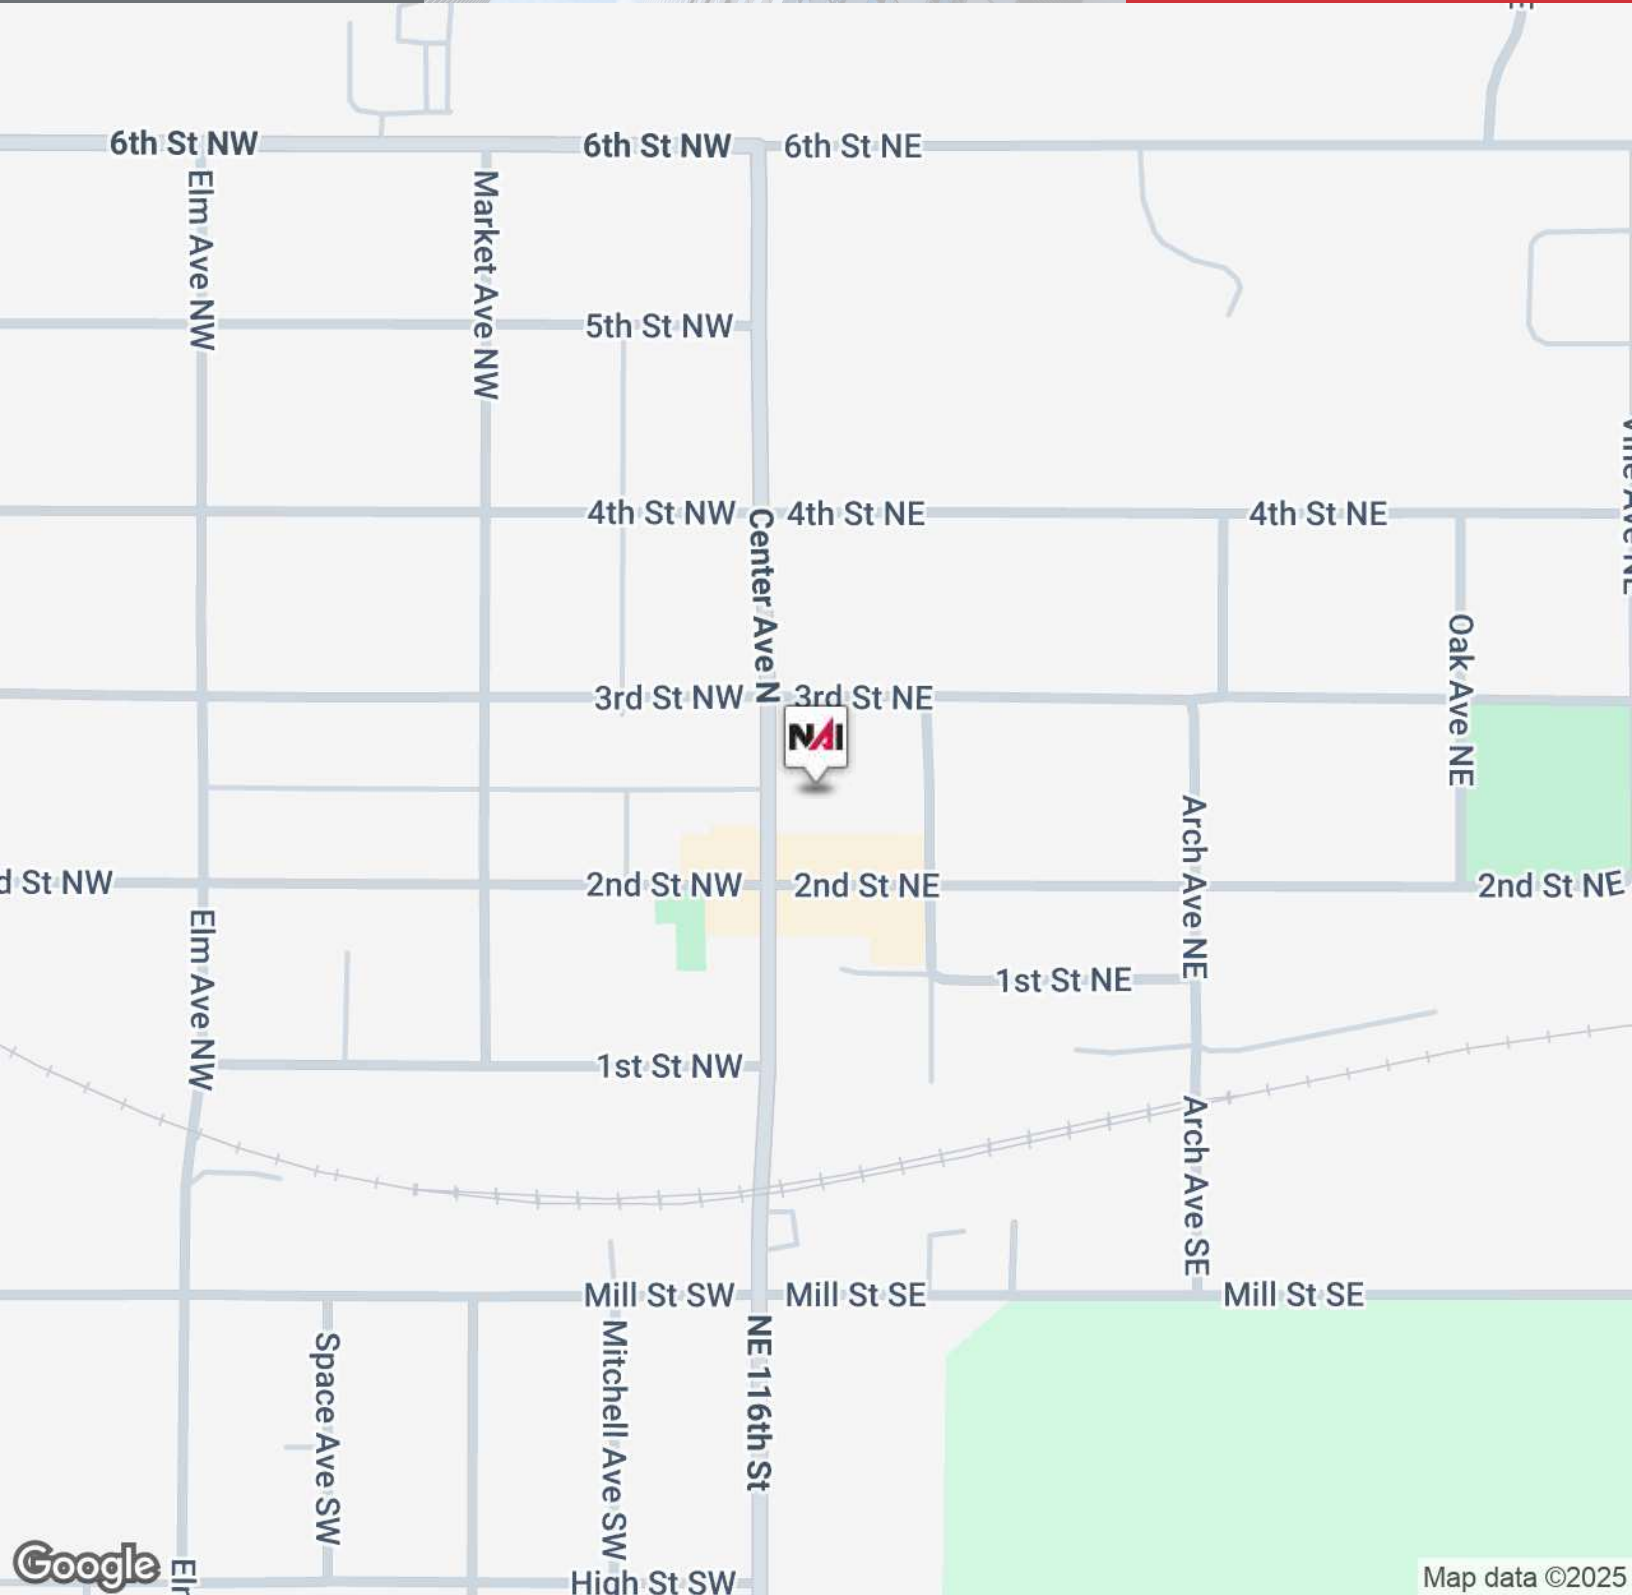 6th St NW
6th St NW
6th St NE
Elm Ave NW
Market Ave NW
5th St NW
4th St NW
4th St NE
4th St NE
Center Ave N
Vine Ave NE
Oak Ave NE
3rd St NW
3rd St NE
NAI
Arch Ave NE
d St NW
2nd St NW
2nd St NE
2nd St NE
Elm Ave NW
1st St NE
1st St NW
Arch Ave SE
Mill St SW
Mill St SE
Mill St SE
Space Ave SW
Mitchell Ave SW
NE 116th St
High St SW
Google
Map data ©2025